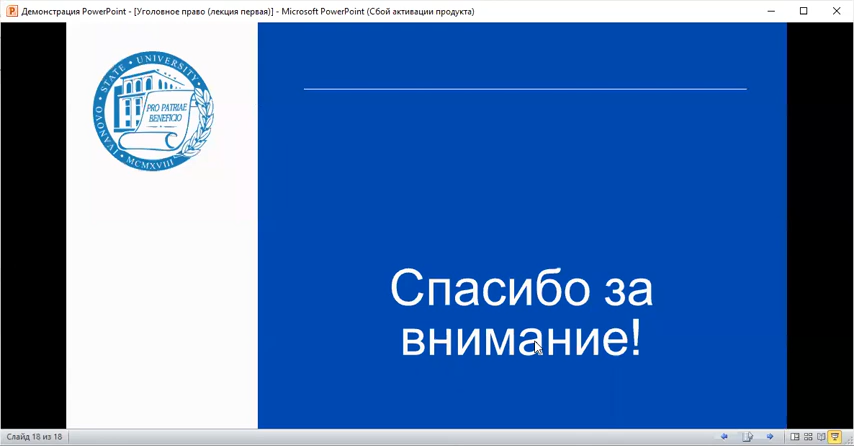 Демонстрация PowerPoint - [Уголовное право (лекция первая)] - Microsoft PowerPoint (Сбой активации продукта)
IVANOVO • STATE • UNIVERSITY •
PRO PATRIAE
BENEFICIO
MCMXVIII
Спасибо за
внимание!
Слайд 18 из 18